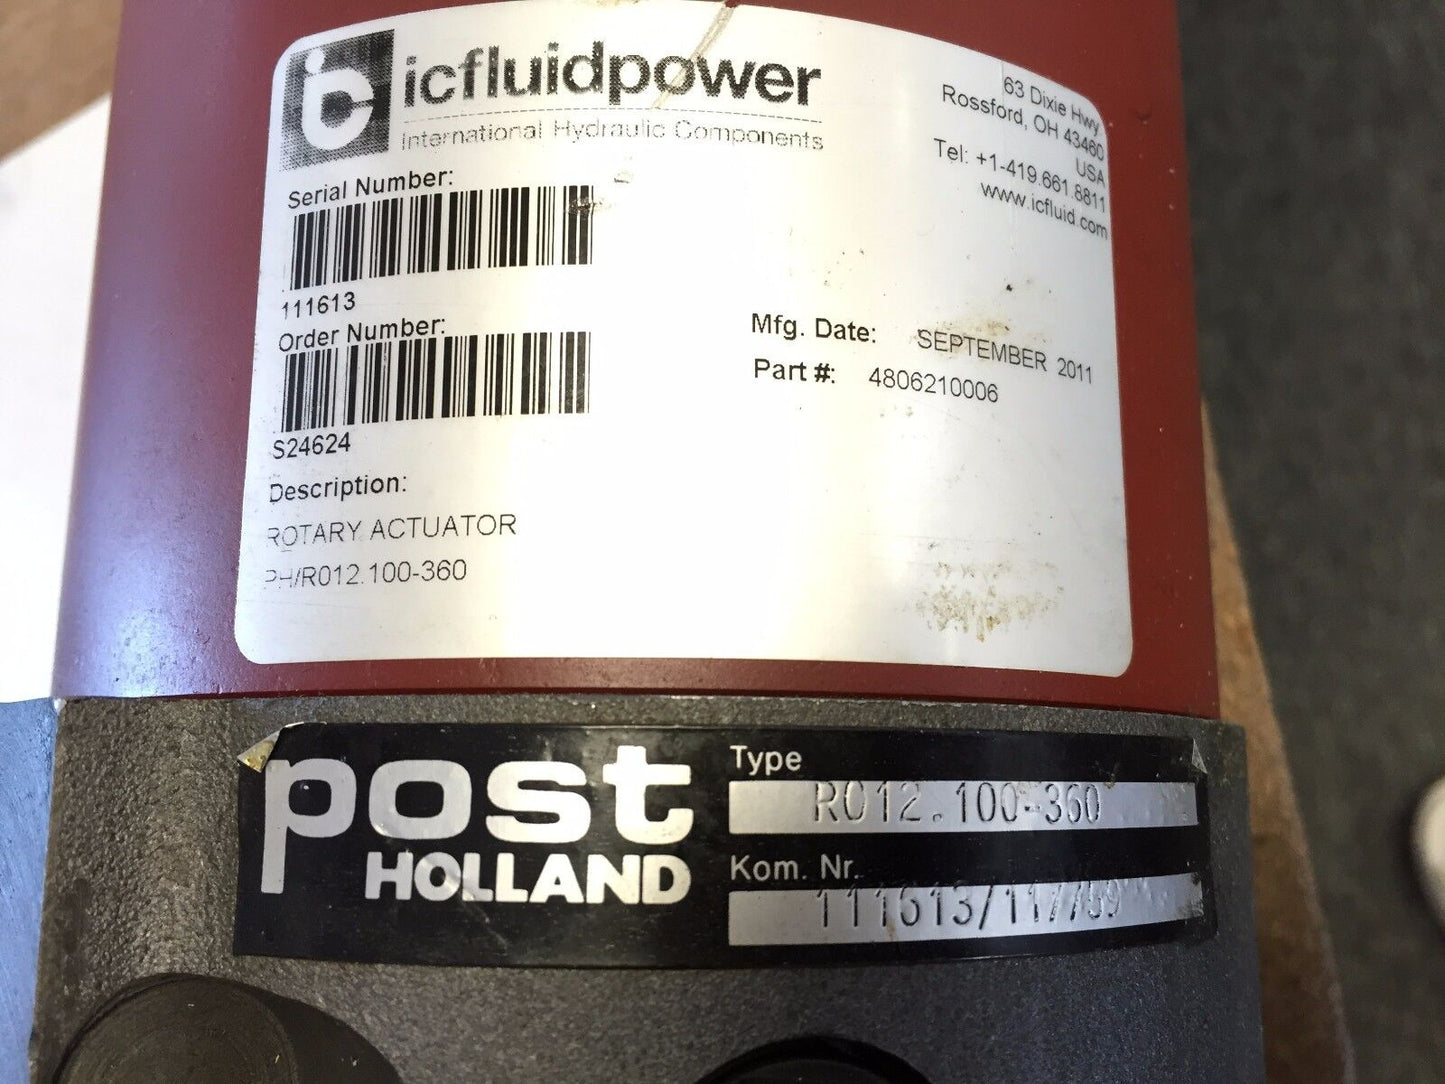 icfluidpower
International Hydraulic Components
63 Dixie Hwy
Rossford, OH 43460
USA
Tel: +1-419.661.8811
www.icfluid.com
Serial Number:
111613
Order Number:
S24624
Mfg. Date: SEPTEMBER 2011
Part #: 4806210006
Description:
ROTARY ACTUATOR
PH/R012.100-360
post
HOLLAND
Type
R012.100-360
Kom. Nr.
111613/117759